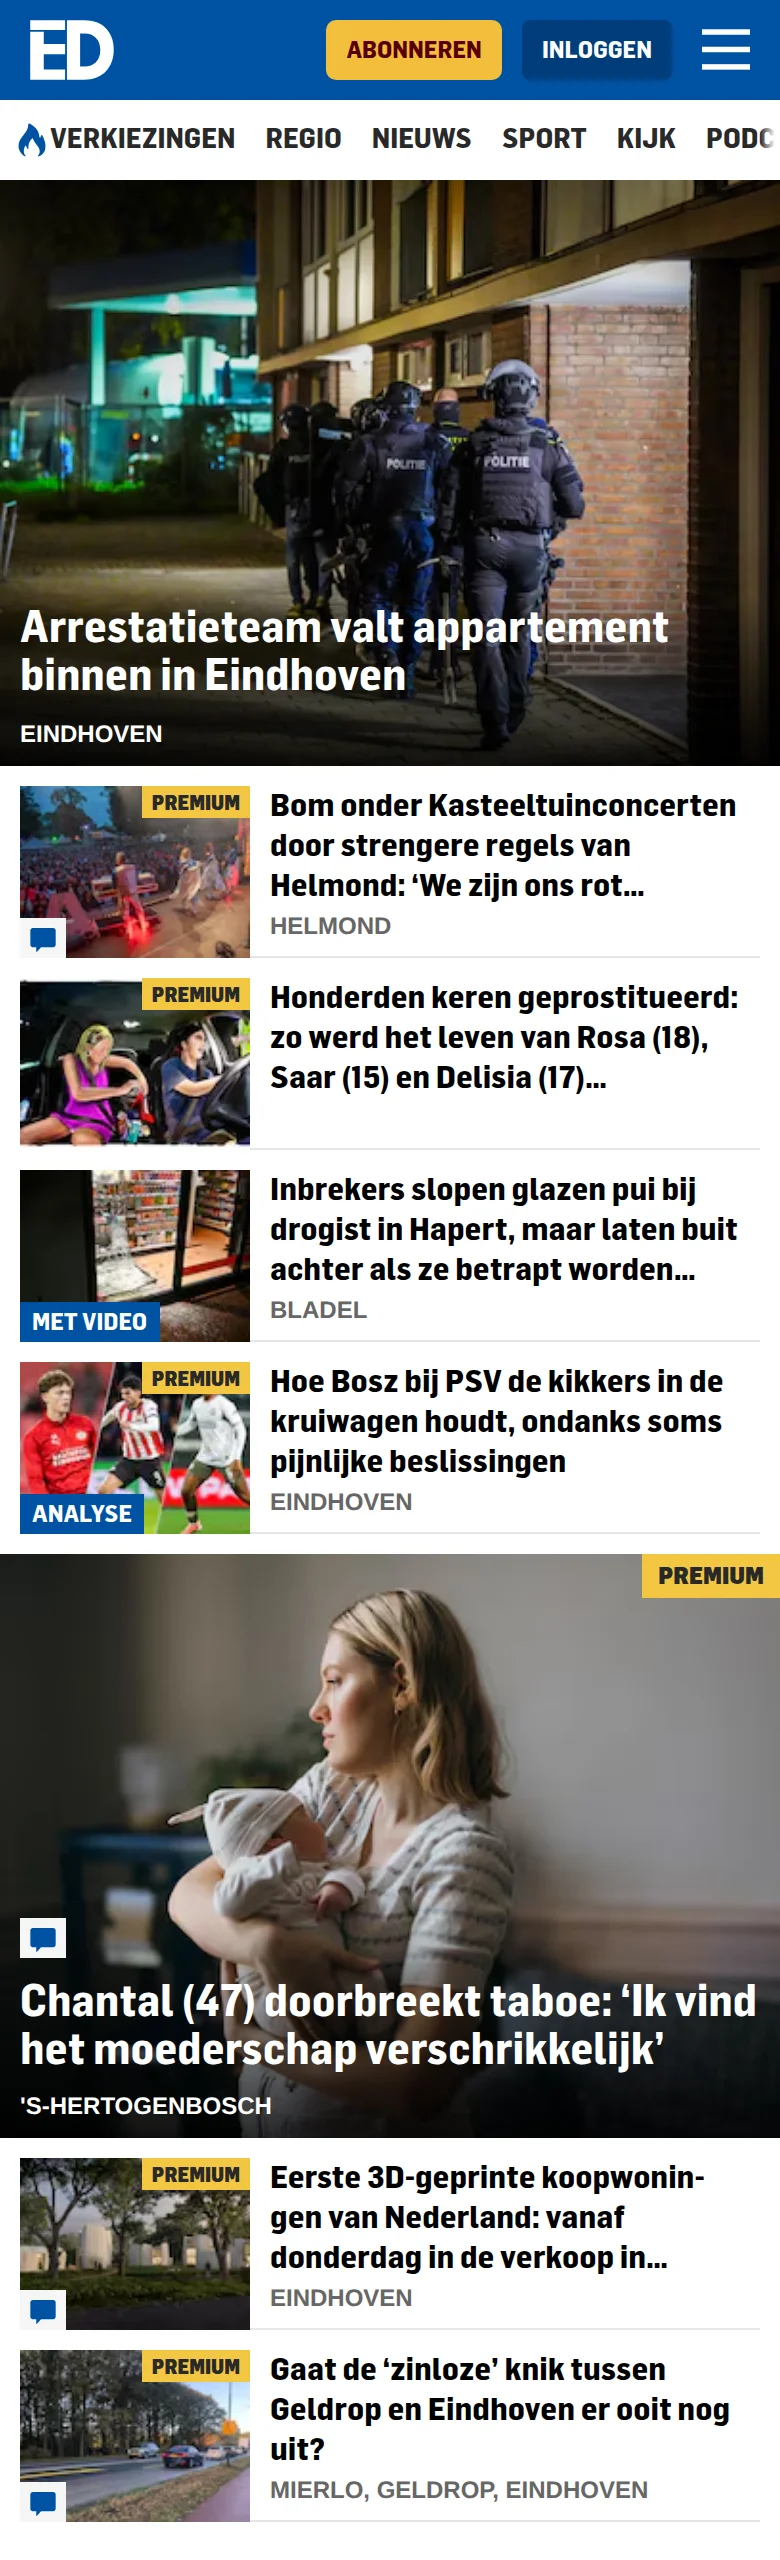 ED
ABONNEREN
INLOGGEN
VERKIEZINGEN REGIO NIEUWS SPORT KIJK PODC
POLITIE
POLITIE
Arrestatieteam valt appartement
binnen in Eindhoven
EINDHOVEN
PREMIUM
Bom onder Kasteeltuinconcerten
door strengere regels van
Helmond: ‘We zijn ons rot...
HELMOND
PREMIUM
Honderden keren geprostitueerd:
zo werd het leven van Rosa (18),
Saar (15) en Delisia (17)...
MET VIDEO
Inbrekers slopen glazen pui bij
drogist in Hapert, maar laten buit
achter als ze betrapt worden...
BLADEL
PREMIUM
ANALYSE
Hoe Bosz bij PSV de kikkers in de
kruiwagen houdt, ondanks soms
pijnlijke beslissingen
EINDHOVEN
PREMIUM
Chantal (47) doorbreekt taboe: ‘Ik vind
het moederschap verschrikkelijk’
'S-HERTOGENBOSCH
PREMIUM
Eerste 3D-geprinte koopwonin-
gen van Nederland: vanaf
donderdag in de verkoop in...
EINDHOVEN
PREMIUM
Gaat de ‘zinloze’ knik tussen
Geldrop en Eindhoven er ooit nog
uit?
MIERLO, GELDROP, EINDHOVEN